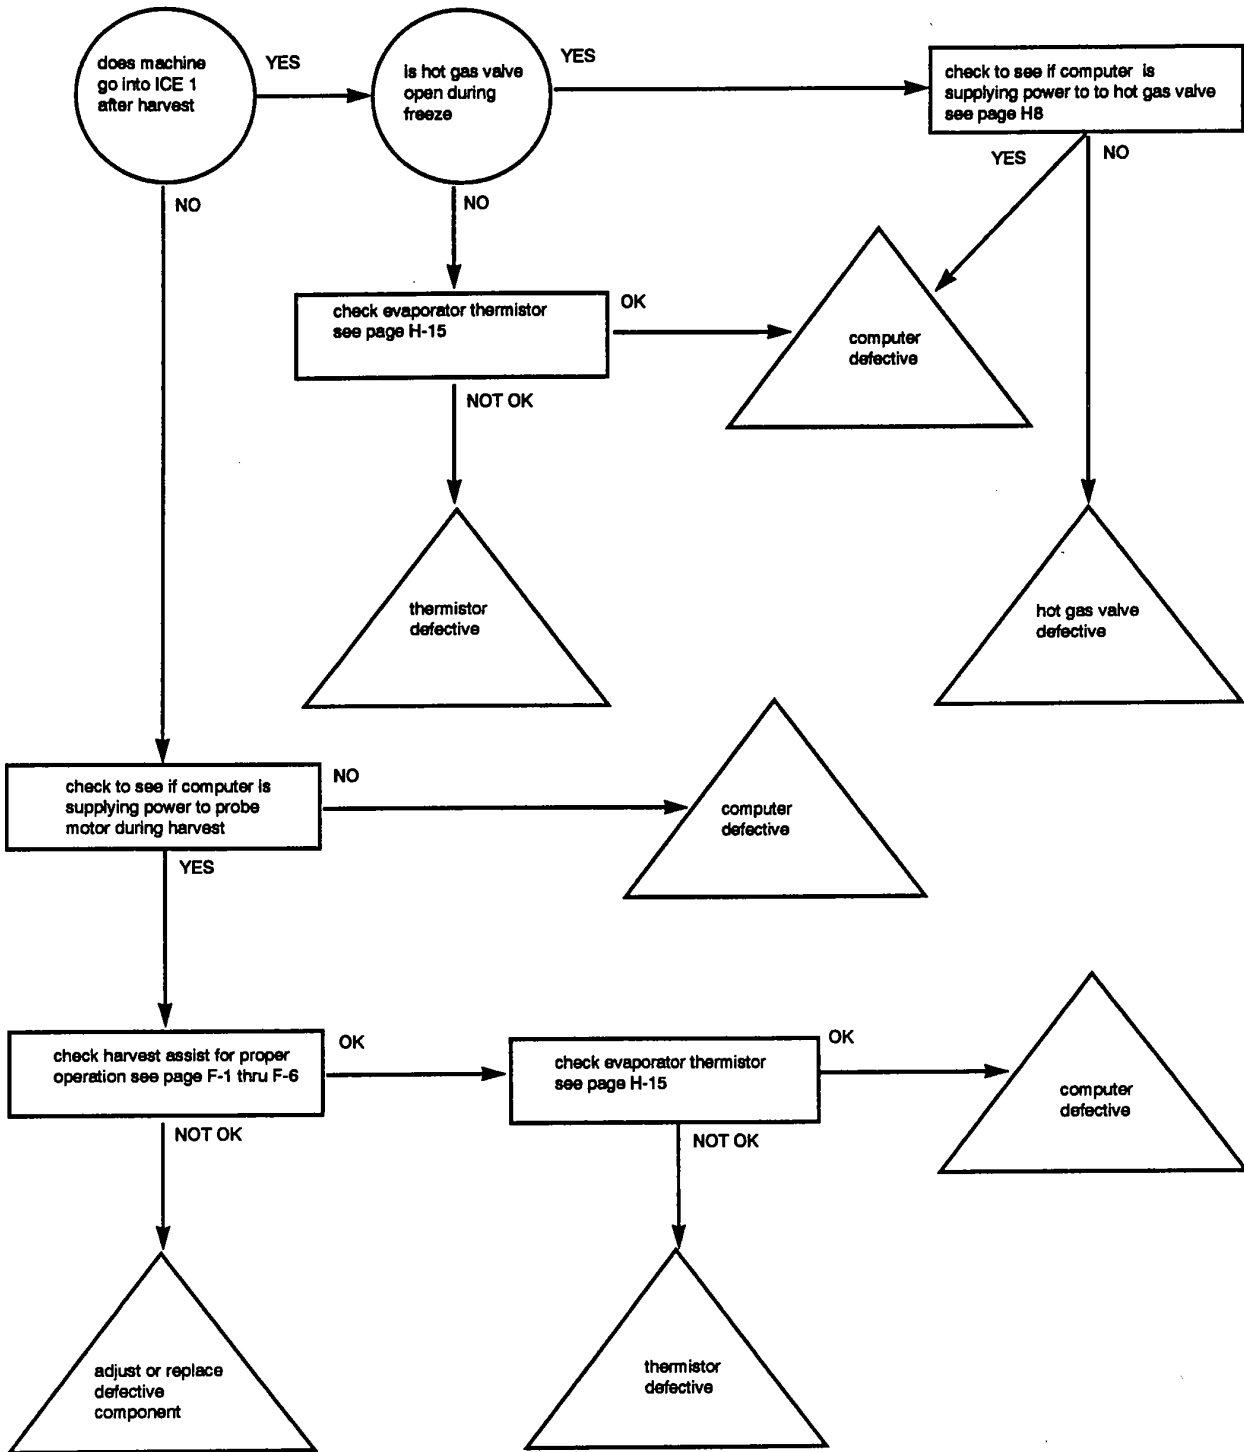 does machine
go into ICE 1
after harvest
YES
is hot gas valve
open during
freeze
YES
check to see if computer is
supplying power to to hot gas valve
see page H8
YES
NO
NO
NO
check evaporator thermistor
see page H-15
OK
computer
defective
NOT OK
thermistor
defective
hot gas valve
defective
check to see if computer is
supplying power to probe
motor during harvest
NO
computer
defective
YES
check harvest assist for proper
operation see page F-1 thru F-6
OK
check evaporator thermistor
see page H-15
OK
computer
defective
NOT OK
NOT OK
adjust or replace
defective
component
thermistor
defective